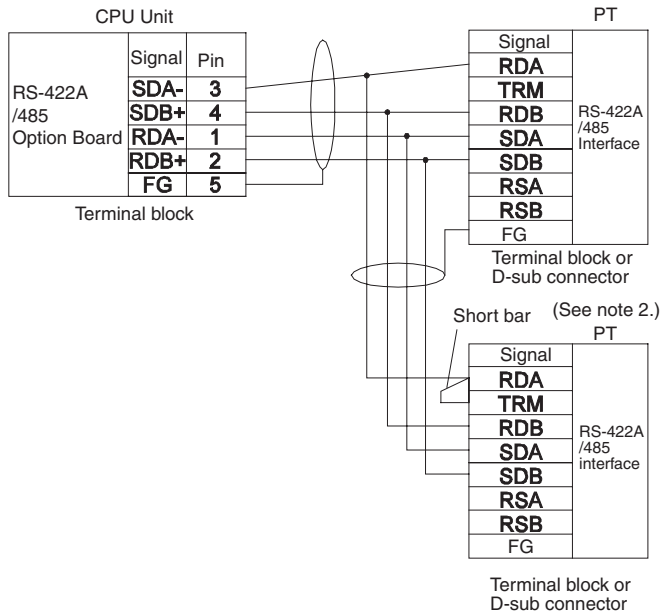 CPU Unit
Signal Pin
RS-422A
/485
Option Board
SDA- 3
SDB+ 4
RDA- 1
RDB+ 2
FG 5
Terminal block
PT
Signal
RDA
TRM
RDB
SDA
SDB
RSA
RSB
FG
RS-422A
/485
Interface
Terminal block or
D-sub connector
Short bar
(See note 2.)
PT
Signal
RDA
TRM
RDB
SDA
SDB
RSA
RSB
FG
RS-422A
/485
interface
Terminal block or
D-sub connector